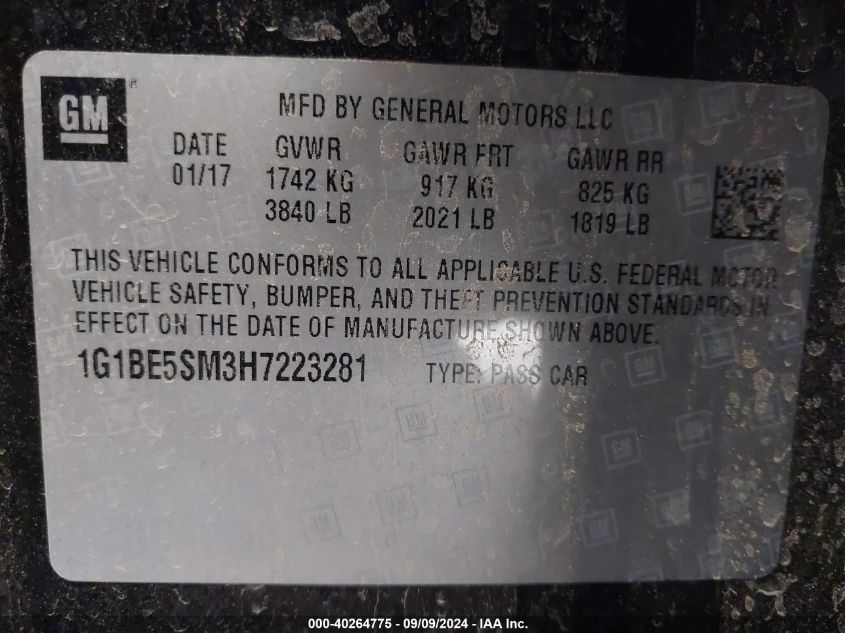 GM
MFD BY GENERAL MOTORS LLC
DATE GVWR GAWR FRT GAWR RR
01/17 1742 KG 917 KG 825 KG
3840 LB 2021 LB 1819 LB
THIS VEHICLE CONFORMS TO ALL APPLICABLE U.S. FEDERAL MOTOR
VEHICLE SAFETY, BUMPER, AND THEFT PREVENTION STANDARDS IN
EFFECT ON THE DATE OF MANUFACTURE SHOWN ABOVE.
1G1BE5SM3H7223281 TYPE: PASS CAR
000-40264775 - 09/09/2024 - IAA Inc.